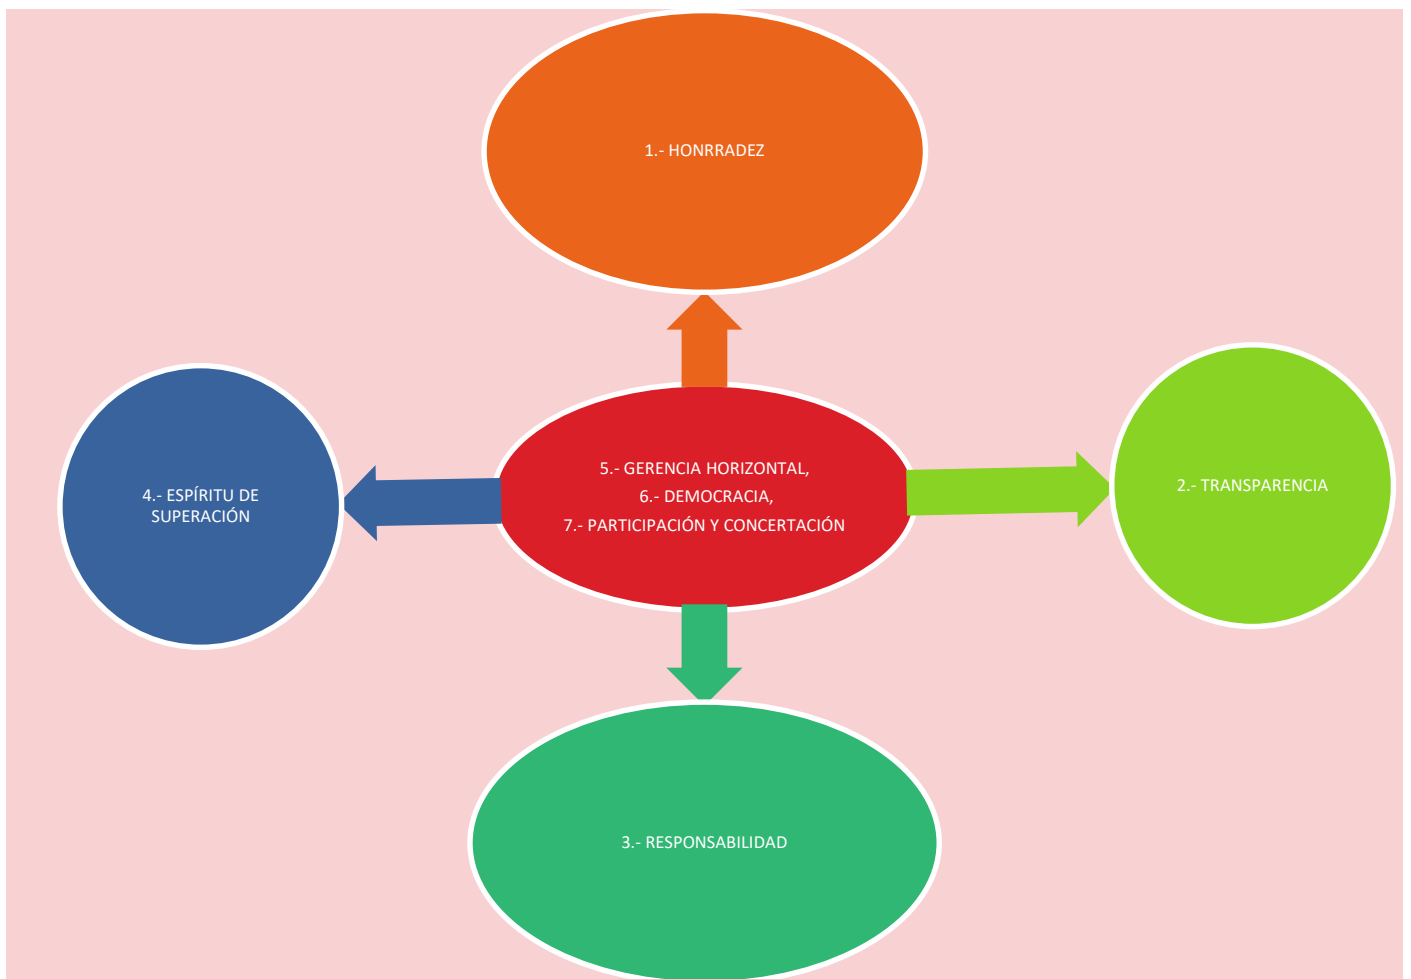 1.- HONRRADEZ
4.- ESPÍRITU DE
SUPERACIÓN
5.- GERENCIA HORIZONTAL,
6.- DEMOCRACIA,
7.- PARTICIPACIÓN Y CONCERTACIÓN
2.- TRANSPARENCIA
3.- RESPONSABILIDAD